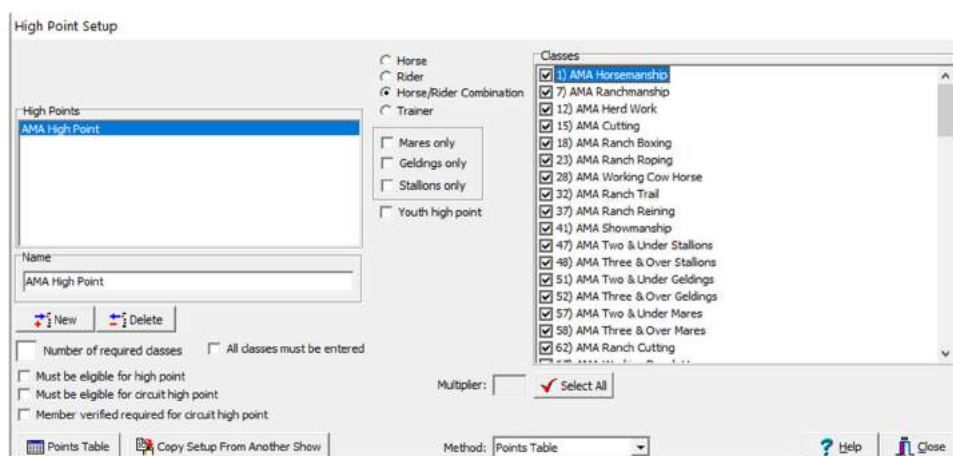 High Point Setup
High Points
AMA High Point
Name
AMA High Point
New
Delete
Number of required classes
All classes must be entered
Must be eligible for high point
Must be eligible for circuit high point
Member verified required for circuit high point
Points Table
Copy Setup From Another Show
Horse
Rider
Horse/Rider Combination
Trainer
Mares only
Geldings only
Stallions only
Youth high point
Multiplier:
Method: Points Table
Classes
1) AMA Horsemanship
7) AMA Ranchmanship
12) AMA Herd Work
15) AMA Cutting
18) AMA Ranch Boxing
23) AMA Ranch Roping
28) AMA Working Cow Horse
32) AMA Ranch Trail
37) AMA Ranch Reining
41) AMA Showmanship
47) AMA Two & Under Stallions
48) AMA Three & Over Stallions
51) AMA Two & Under Geldings
52) AMA Three & Over Geldings
57) AMA Two & Under Mares
58) AMA Three & Over Mares
62) AMA Ranch Cutting
Select All
Help
Close